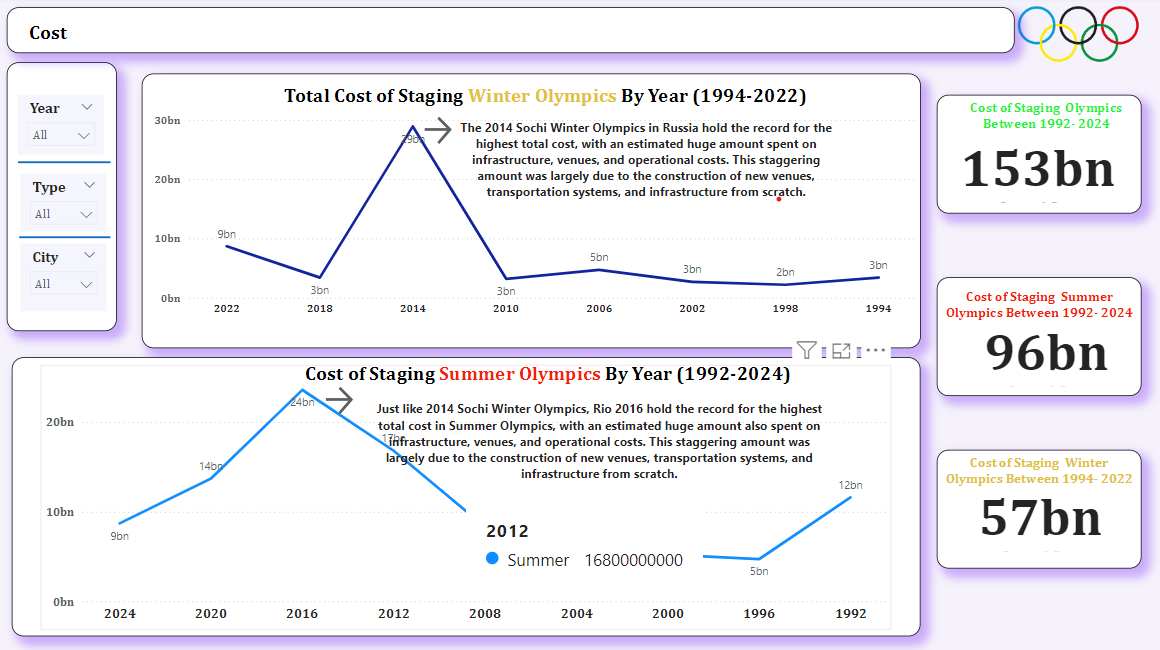 Cost
Year
All
Type
All
City
All
Total Cost of Staging Winter Olympics By Year (1994-2022)
The 2014 Sochi Winter Olympics in Russia hold the record for the
highest total cost, with an estimated huge amount spent on
infrastructure, venues, and operational costs. This staggering
amount was largely due to the construction of new venues,
transportation systems, and infrastructure from scratch.
30bn
20bn
10bn
0bn
9bn
3bn
29bn
3bn
5bn
3bn
2bn
3bn
2022 2018 2014 2010 2006 2002 1998 1994
Cost of Staging Summer Olympics By Year (1992-2024)
Just like 2014 Sochi Winter Olympics, Rio 2016 hold the record for the highest
total cost in Summer Olympics, with an estimated huge amount also spent on
infrastructure, venues, and operational costs. This staggering amount was
largely due to the construction of new venues, transportation systems, and
infrastructure from scratch.
20bn
10bn
0bn
9bn
14bn
24bn
17bn
5bn
12bn
2012
Summer 16800000000
2024 2020 2016 2012 2008 2004 2000 1996 1992
Cost of Staging Olympics
Between 1992- 2024
153bn
Cost of Staging Summer
Olympics Between 1992- 2024
96bn
Cost of Staging Winter
Olympics Between 1994- 2022
57bn